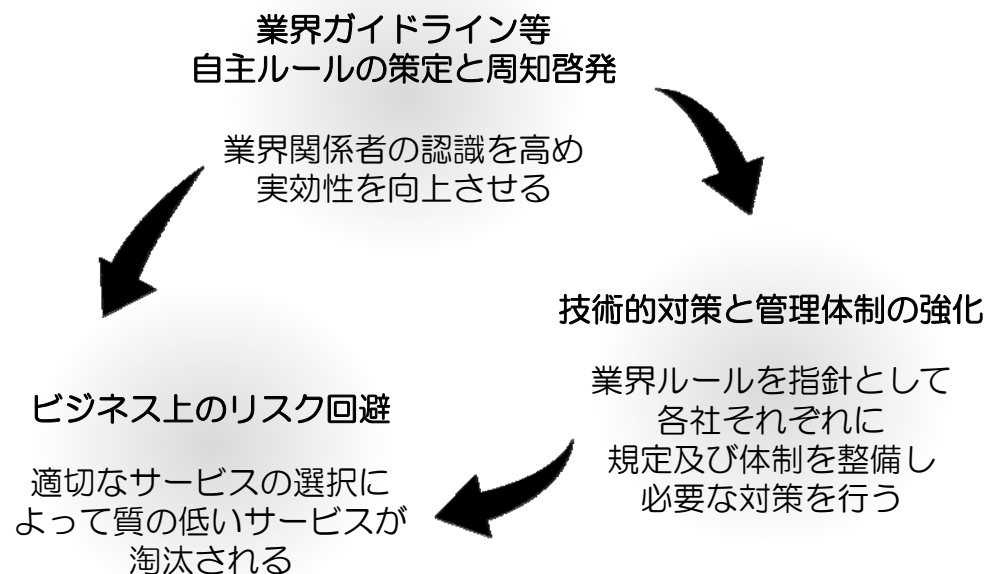 業界ガイドライン等
自主ルールの策定と周知啓発
業界関係者の認識を高め
実効性を向上させる
技術的対策と管理体制の強化
業界ルールを指針として
各社それぞれに
規定及び体制を整備し
必要な対策を行う
ビジネス上のリスク回避
適切なサービスの選択に
よって質の低いサービスが
淘汰される